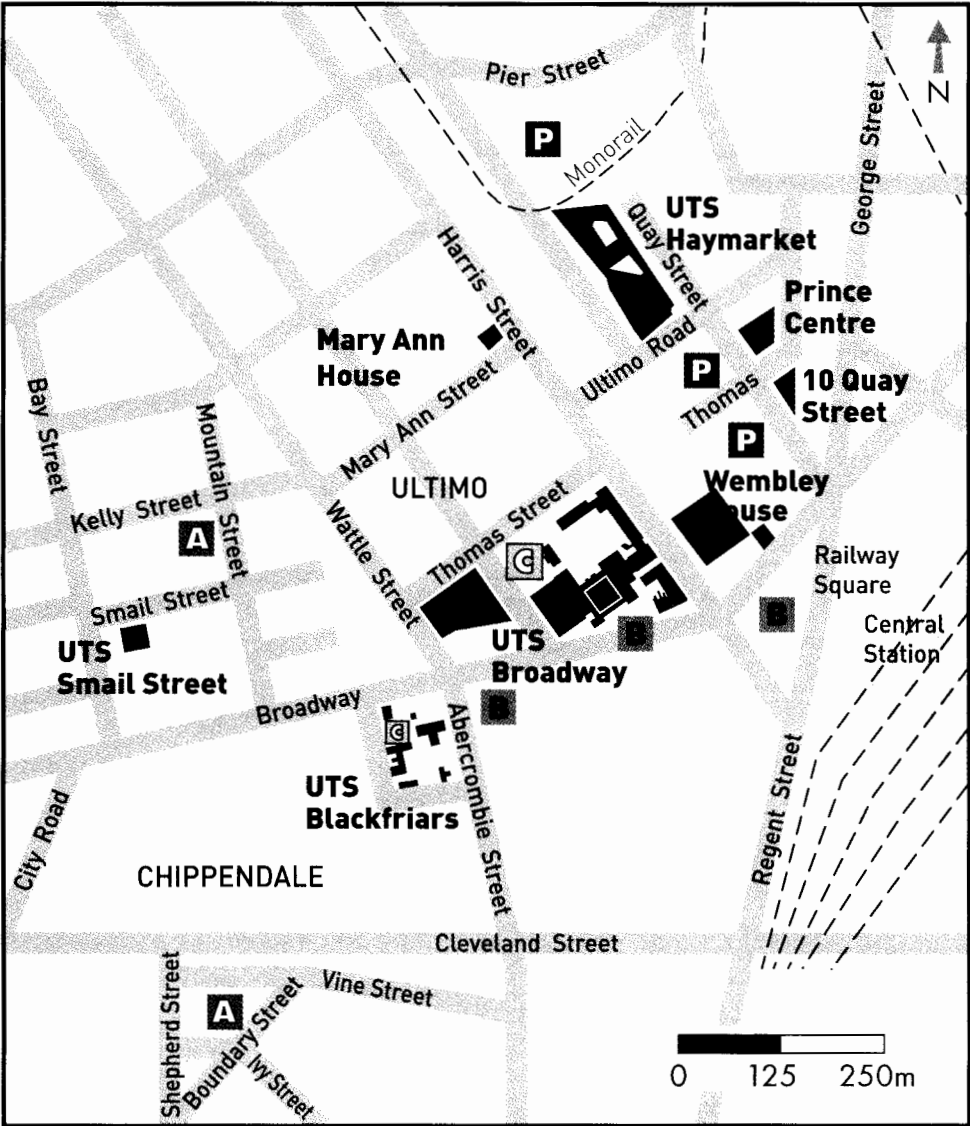 Pier Street
N
P
Monorail
George Street
UTS
Haymarket
Quay Street
Harris Street
Prince
Centre
Mary Ann
House
Ultimo Road
P
10 Quay
Street
Thomas
Bay Street
Mountain Street
Mary Ann Street
P
ULTIMO
Wembley
ouse
Kelly Street
A
Wattle Street
Thomas Street
C
Railway
Square
Smail Street
B
B
Central
Station
UTS
Smail Street
UTS
Broadway
Broadway
B
C
Abercrombie Street
UTS
Blackfriars
Regent Street
City Road
CHIPPENDALE
Cleveland Street
Shepherd Street
Vine Street
A
Boundary Street
Ivy Street
0 125 250m